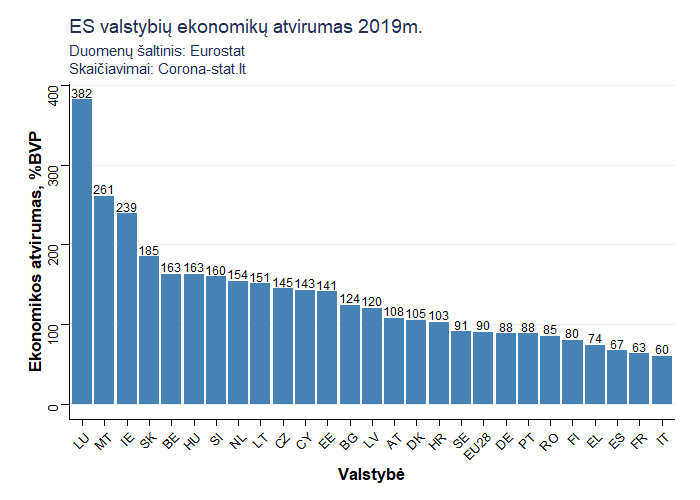 ES valstybių ekonomikų atvirumas 2019m.
Duomenų šaltinis: Eurostat
Skaičiavimai: Corona-stat.lt
Ekonomikos atvirumas, %BVP
400
300
200
100
0
382
261
239
185
163
163
160
154
151
145
143
141
124
120
108
105
103
91
90
88
88
85
80
74
67
63
60
LU
MT
IE
SK
BE
HU
SI
NL
LT
CZ
CY
EE
BG
LV
AT
DK
HR
SE
EU28
DE
PT
RO
FI
EL
ES
FR
IT
Valstybė